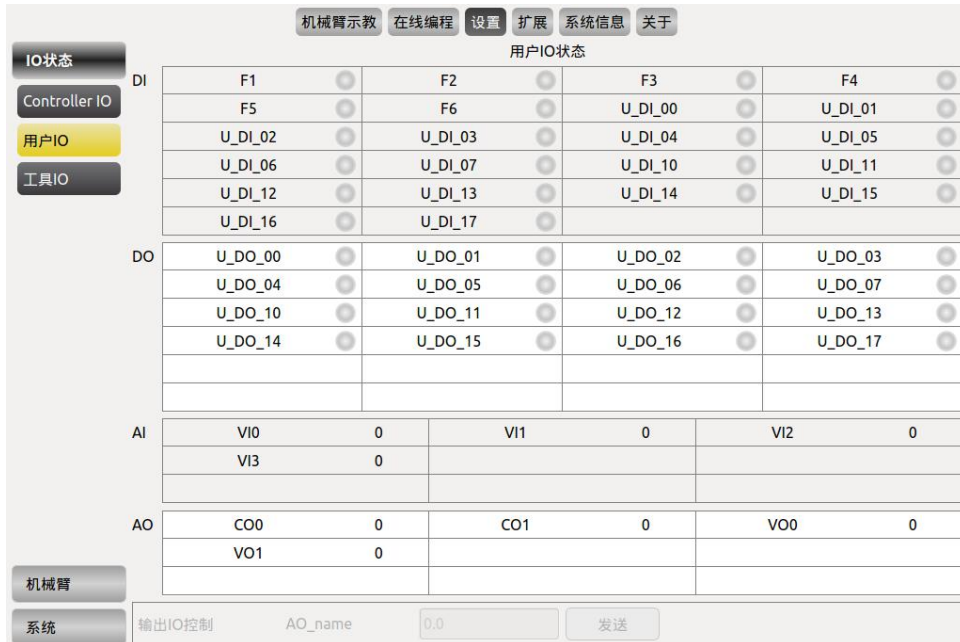 机械臂示教 在线编程 设置 扩展 系统信息 关于
IO状态
Controller IO
用户IO
工具IO
机械臂
系统
用户IO状态
DI F1 F2 F3 F4
F5 F6 U_DI_00 U_DI_01
U_DI_02 U_DI_03 U_DI_04 U_DI_05
U_DI_06 U_DI_07 U_DI_10 U_DI_11
U_DI_12 U_DI_13 U_DI_14 U_DI_15
U_DI_16 U_DI_17
DO U_DO_00 U_DO_01 U_DO_02 U_DO_03
U_DO_04 U_DO_05 U_DO_06 U_DO_07
U_DO_10 U_DO_11 U_DO_12 U_DO_13
U_DO_14 U_DO_15 U_DO_16 U_DO_17
AI VI0 0 VI1 0 VI2 0
VI3 0
AO CO0 0 CO1 0 VO0 0
VO1 0
输出IO控制 AO_name 0.0 发送